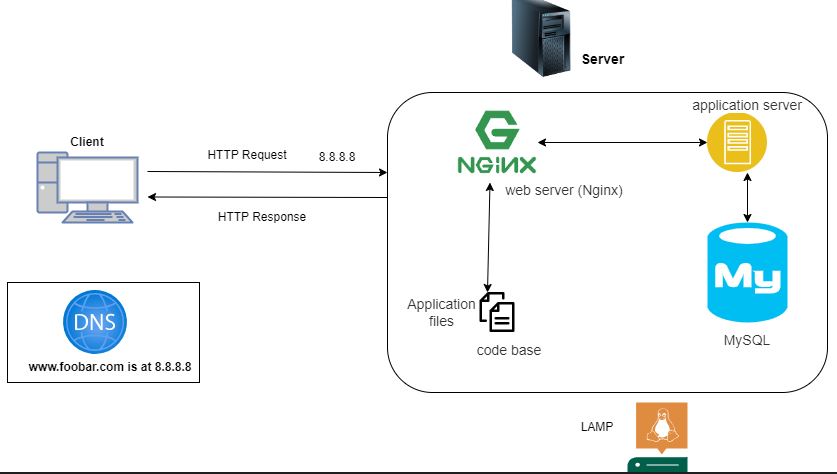 Server
application server
Client
HTTP Request 8.8.8.8
NGiNX
web server (Nginx)
HTTP Response
My
DNS
Application
files
www.foobar.com is at 8.8.8.8
code base
MySQL
LAMP